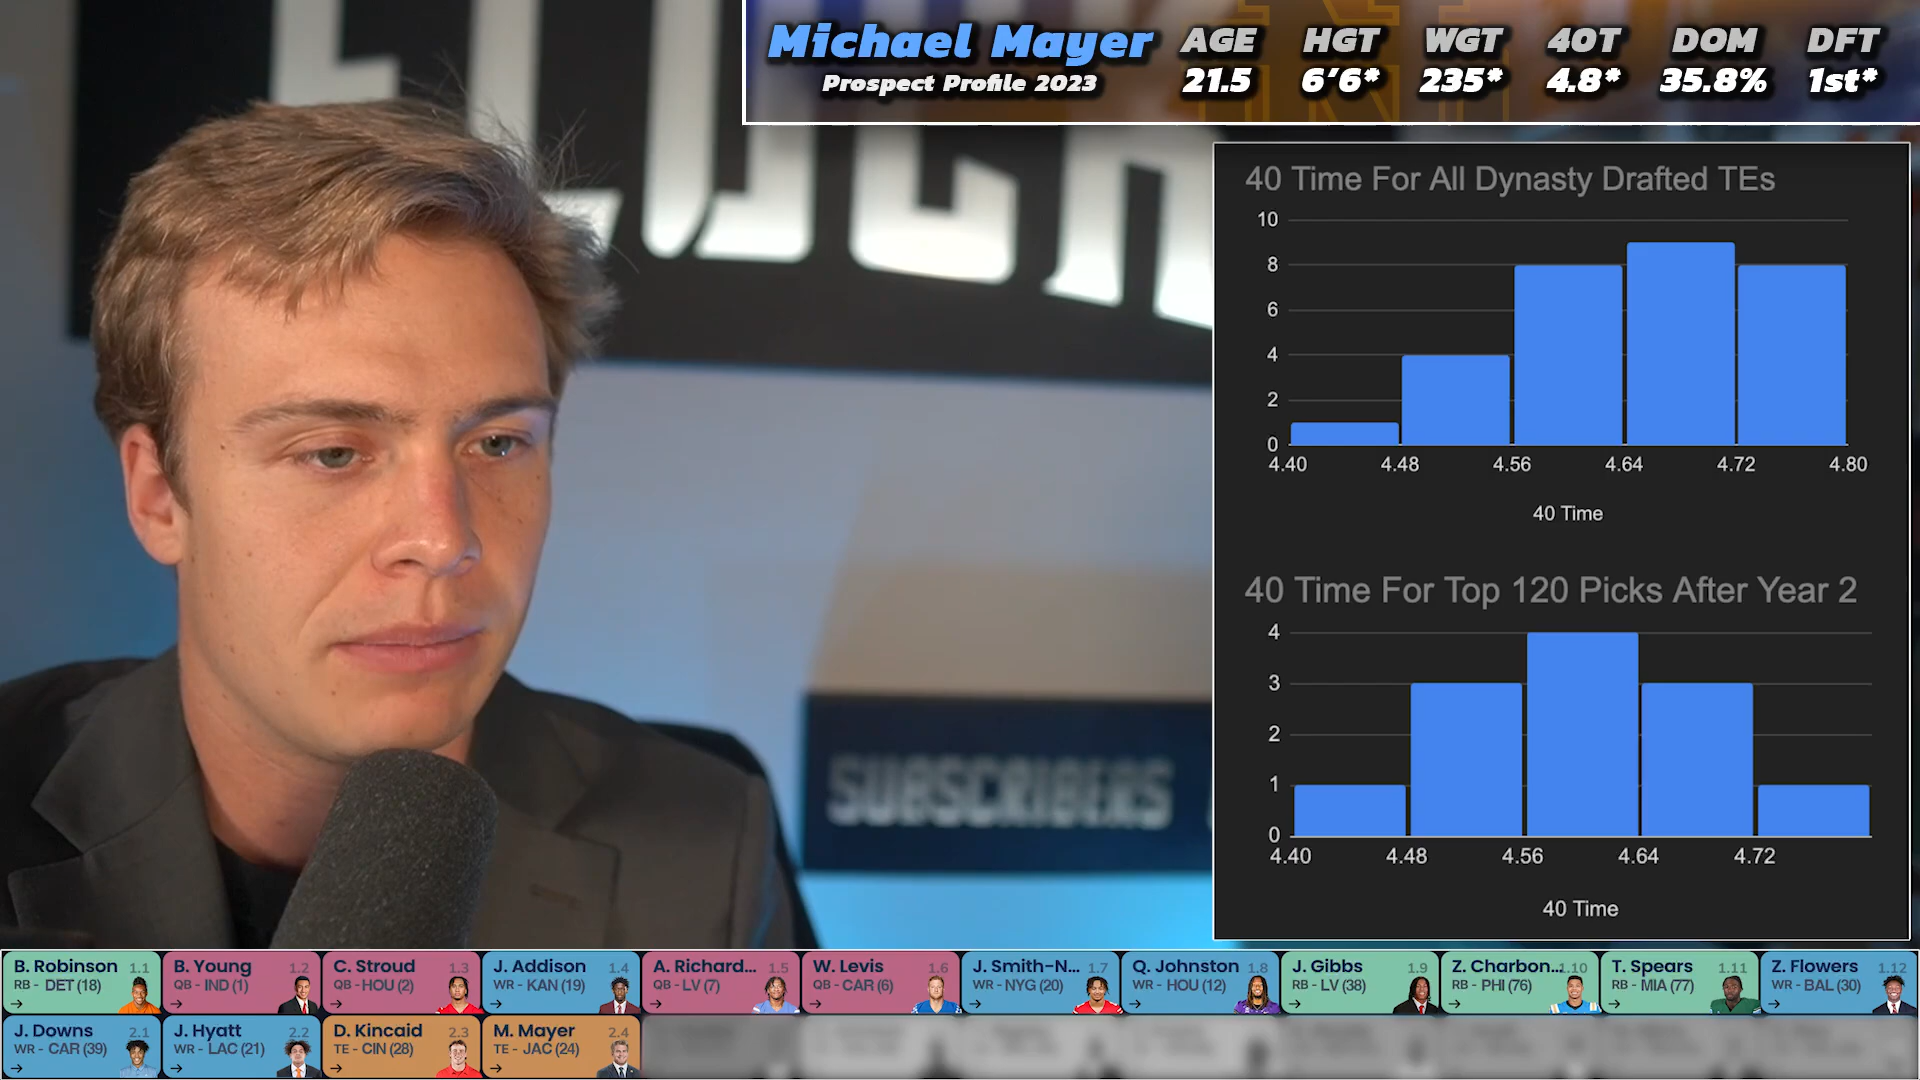 Michael Mayer
Prospect Profile 2023
AGE HGT WGT 40T DOM DFT
21.5 6'6* 235* 4.8* 35.8% 1st*
40 Time For All Dynasty Drafted TEs
10
8
6
4
2
0
4.40 4.48 4.56 4.64 4.72 4.80
40 Time
40 Time For Top 120 Picks After Year 2
4
3
2
1
0
4.40 4.48 4.56 4.64 4.72
40 Time
SUBSCRIBERS
B. Robinson 1.1
RB - DET (18)
B. Young 1.2
QB - IND (1)
C. Stroud 1.3
QB - HOU (2)
J. Addison 1.4
WR - KAN (19)
A. Richard... 1.5
QB - LV (7)
W. Levis 1.6
QB - CAR (6)
J. Smith-N... 1.7
WR - NYG (20)
Q. Johnston 1.8
WR - HOU (12)
J. Gibbs 1.9
RB - LV (38)
Z. Charbon... 1.10
RB - PHI (76)
T. Spears 1.11
RB - MIA (77)
Z. Flowers 1.12
WR - BAL (30)
J. Downs 2.1
WR - CAR (39)
J. Hyatt 2.2
WR - LAC (21)
D. Kincaid 2.3
TE - CIN (28)
M. Mayer 2.4
TE - JAC (24)